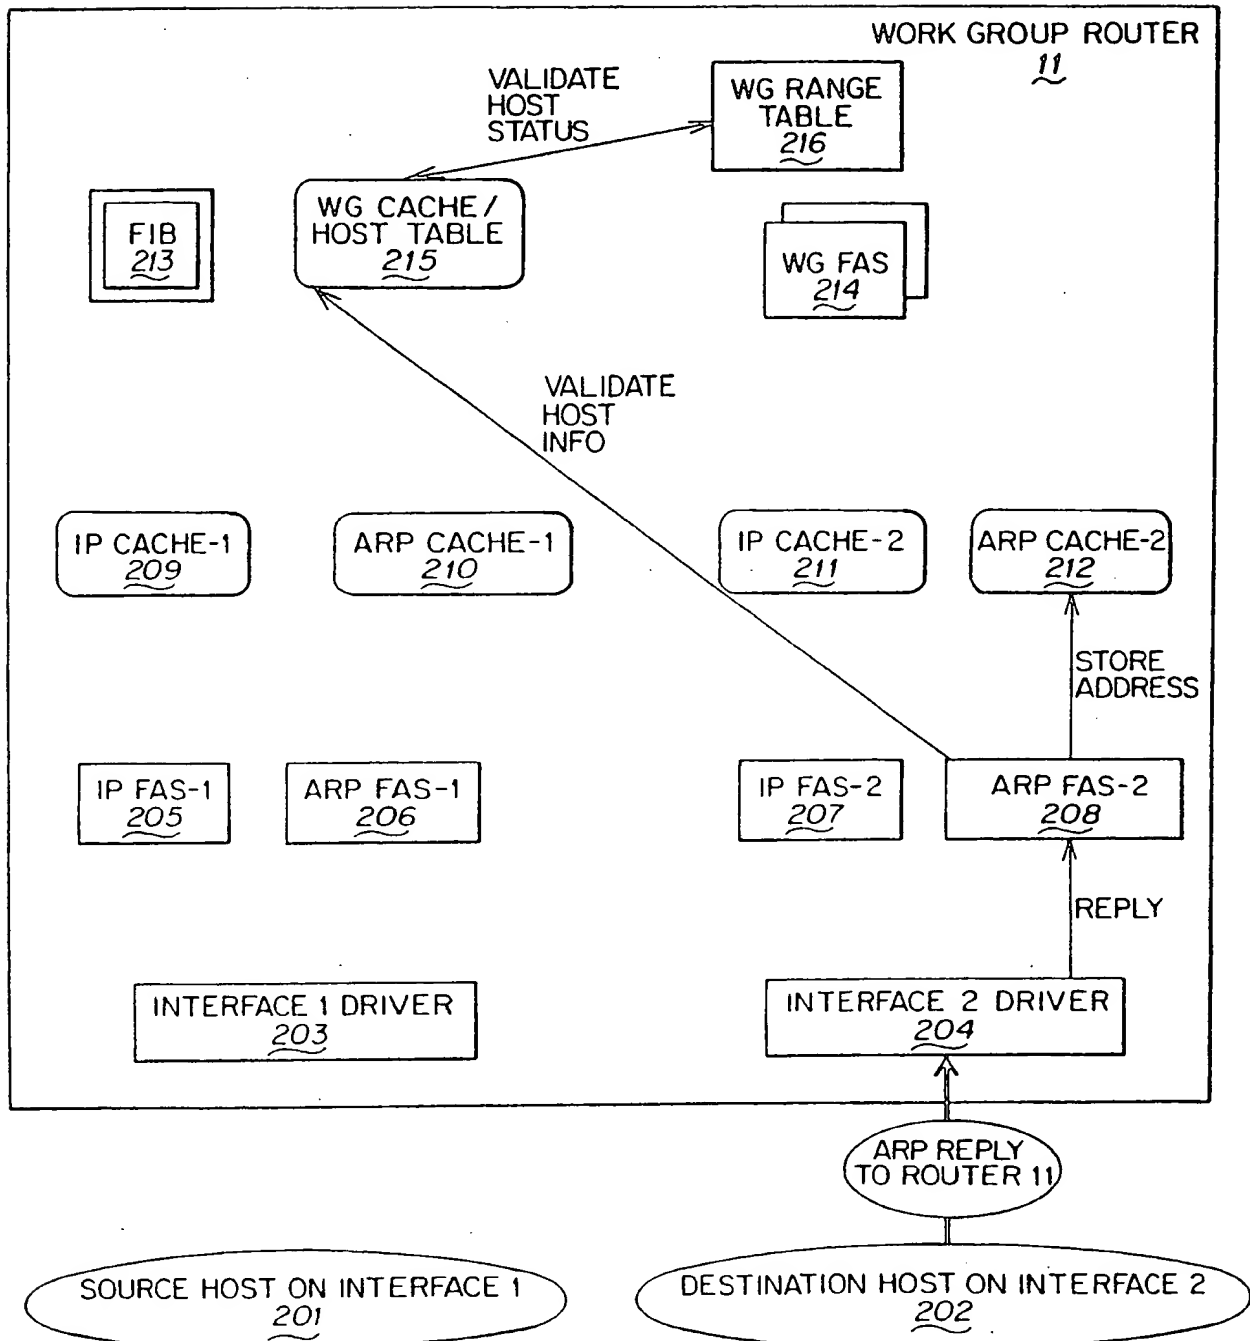 WORK GROUP ROUTER
11
VALIDATE
HOST
STATUS
WG RANGE
TABLE
216
FIB
213
WG CACHE/
HOST TABLE
215
WG FAS
214
VALIDATE
HOST
INFO
IP CACHE-1
209
ARP CACHE-1
210
IP CACHE-2
211
ARP CACHE-2
212
STORE
ADDRESS
IP FAS-1
205
ARP FAS-1
206
IP FAS-2
207
ARP FAS-2
208
REPLY
INTERFACE 1 DRIVER
203
INTERFACE 2 DRIVER
204
ARP REPLY
TO ROUTER 11
SOURCE HOST ON INTERFACE 1
201
DESTINATION HOST ON INTERFACE 2
202